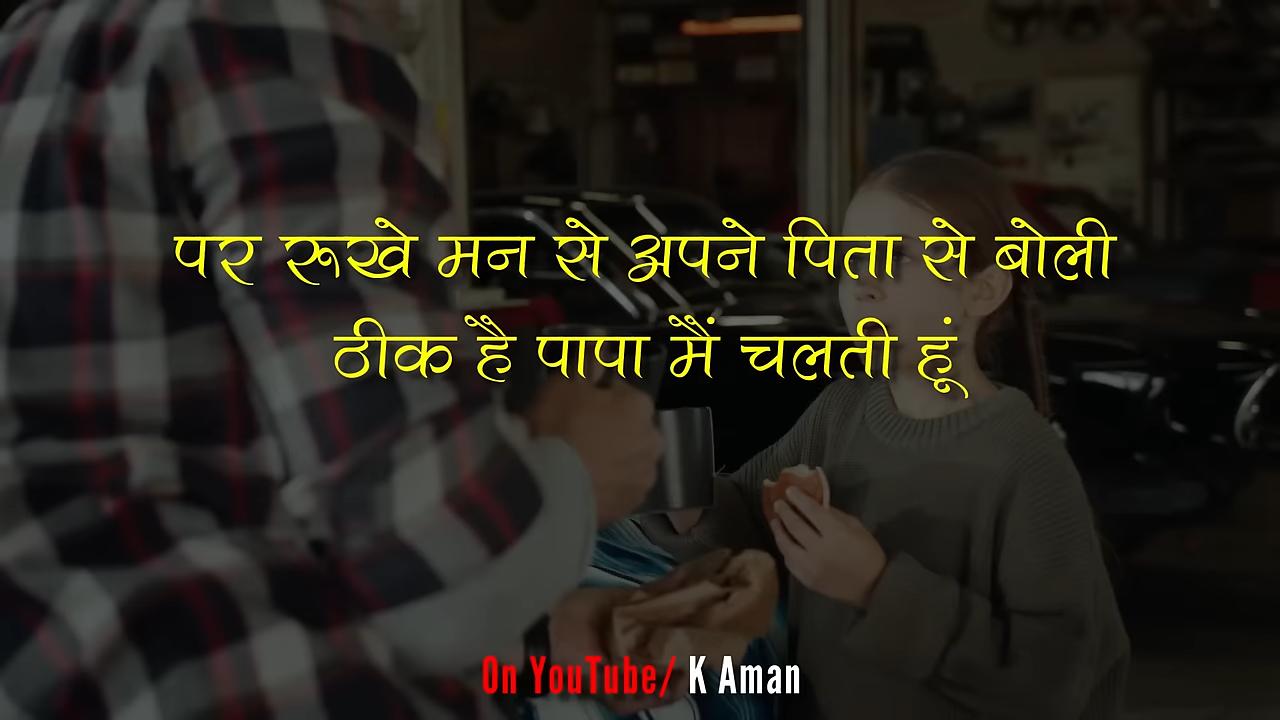 पर रूखे मन से अपने पिता से बोली
ठीक है पापा मैं चलती हूं
On YouTube/ K Aman